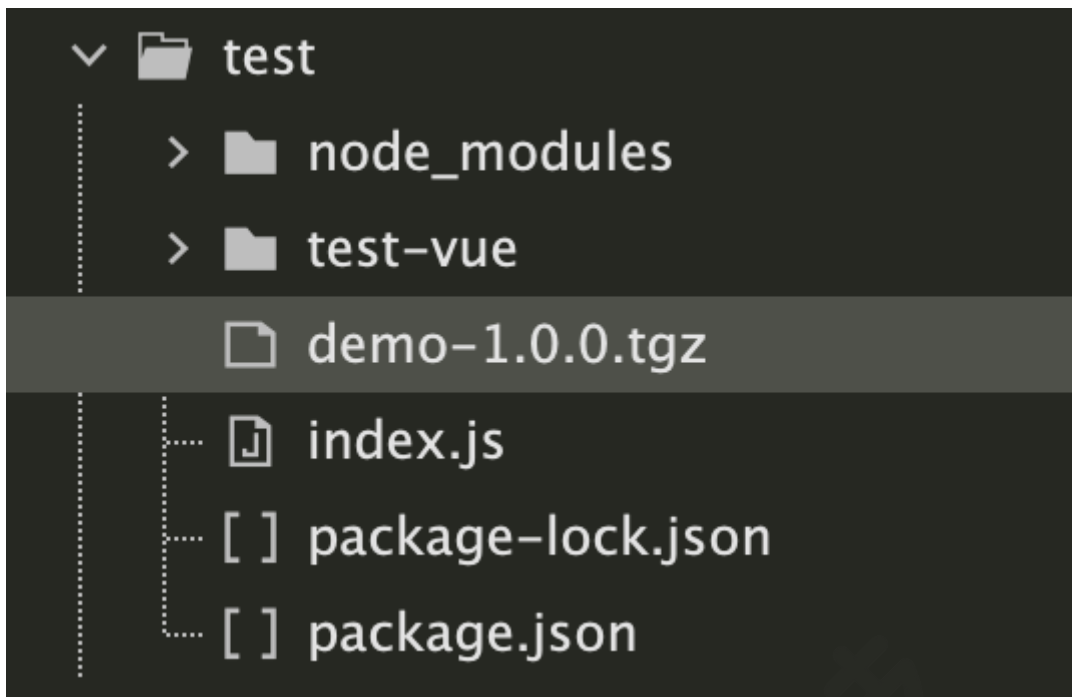 test
node_modules
test-vue
demo-1.0.0.tgz
index.js
package-lock.json
package.json